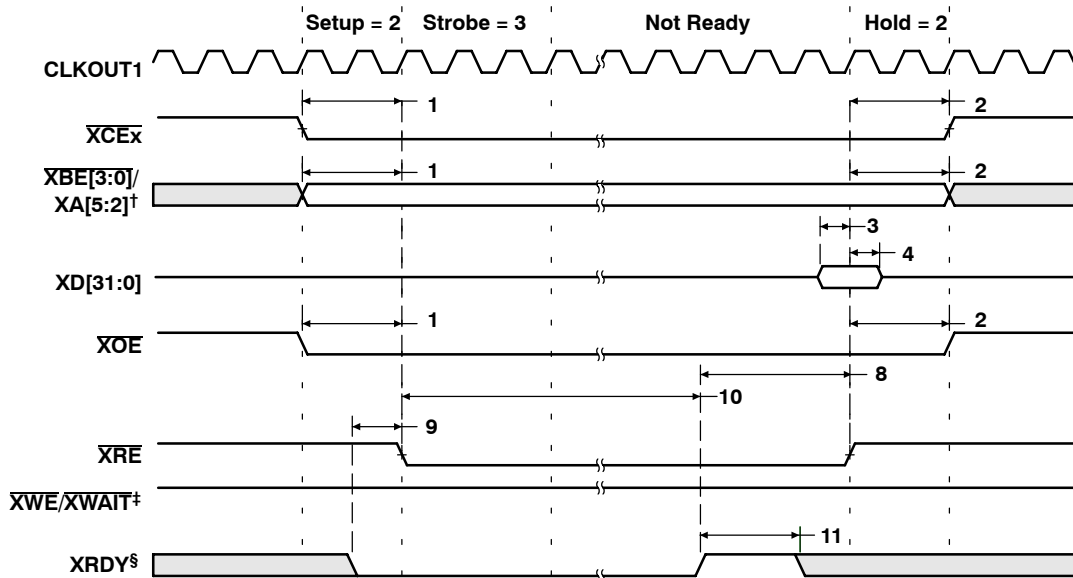 Setup = 2 Strobe = 3 Not Ready Hold = 2
CLKOUT1
1 2
XCEx
1 2
XBE[3:0]/
XA[5:2]†
3
4
XD[31:0]
1 2
XOE
8
10
9
XRE
XWE/XWAIT‡
11
XRDY§